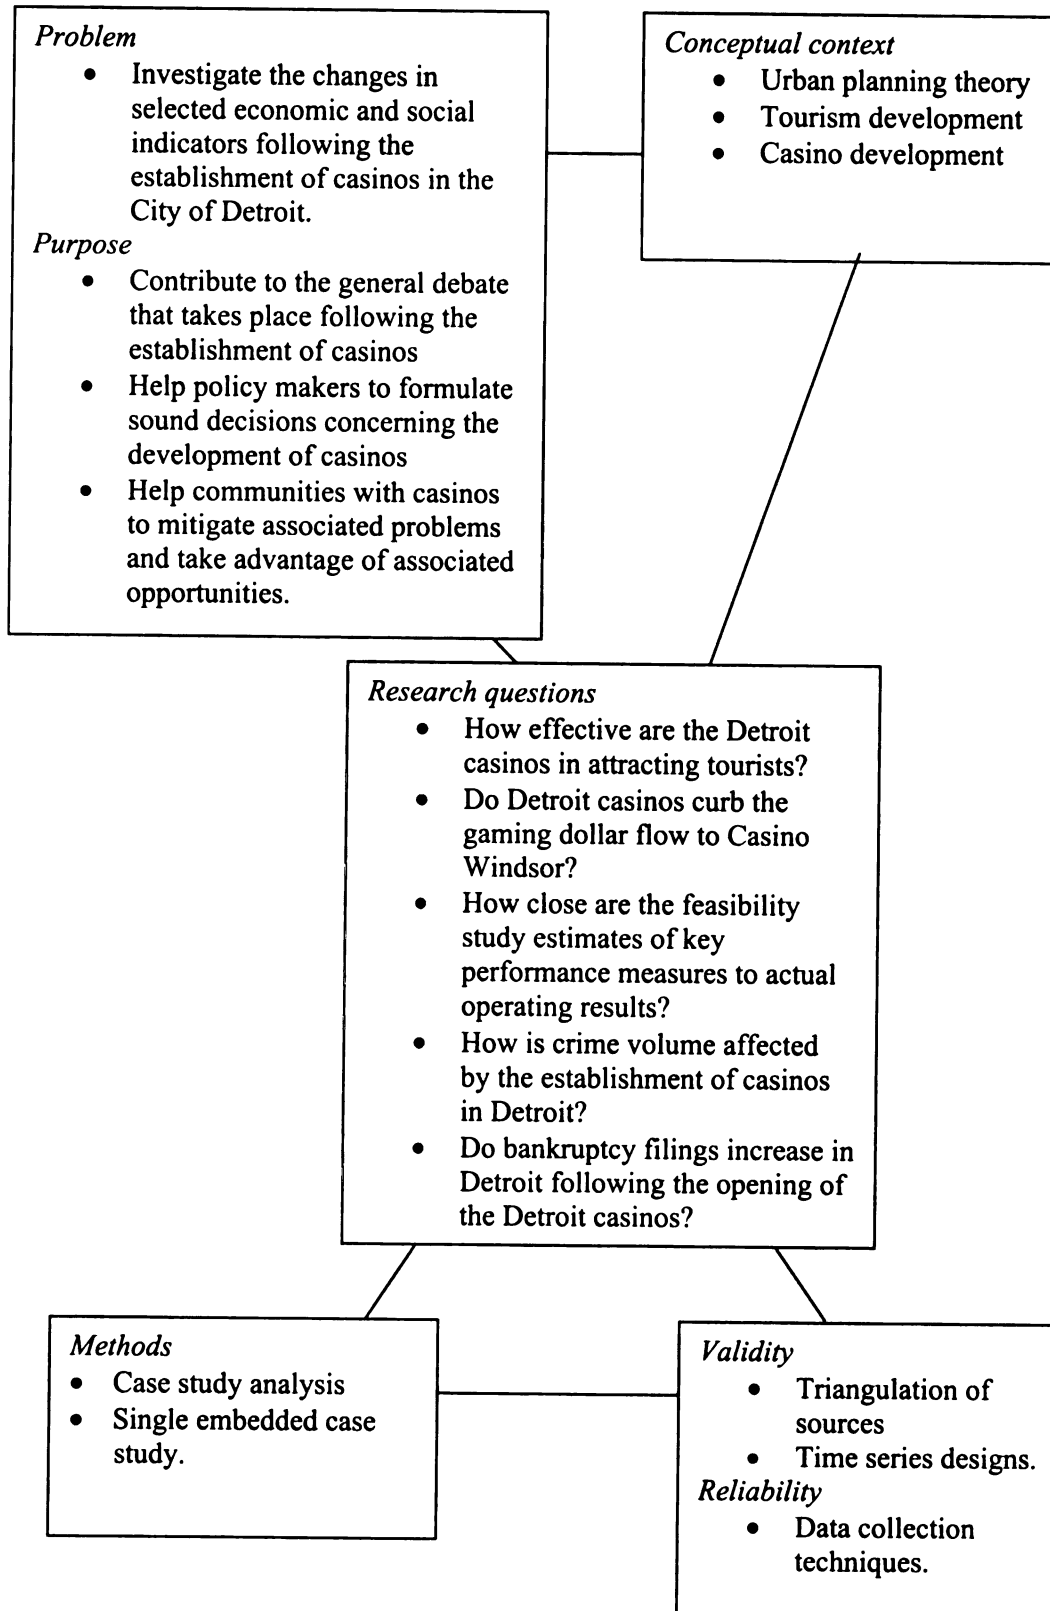 Problem
• Investigate the changes in
selected economic and social
indicators following the
establishment of casinos in the
City of Detroit.
Purpose
• Contribute to the general debate
that takes place following the
establishment of casinos
• Help policy makers to formulate
sound decisions concerning the
development of casinos
• Help communities with casinos
to mitigate associated problems
and take advantage of associated
opportunities.
Conceptual context
• Urban planning theory
• Tourism development
• Casino development
Research questions
• How effective are the Detroit
casinos in attracting tourists?
• Do Detroit casinos curb the
gaming dollar flow to Casino
Windsor?
• How close are the feasibility
study estimates of key
performance measures to actual
operating results?
• How is crime volume affected
by the establishment of casinos
in Detroit?
• Do bankruptcy filings increase in
Detroit following the opening of
the Detroit casinos?
Methods
• Case study analysis
• Single embedded case
study.
Validity
• Triangulation of
sources
• Time series designs.
Reliability
• Data collection
techniques.